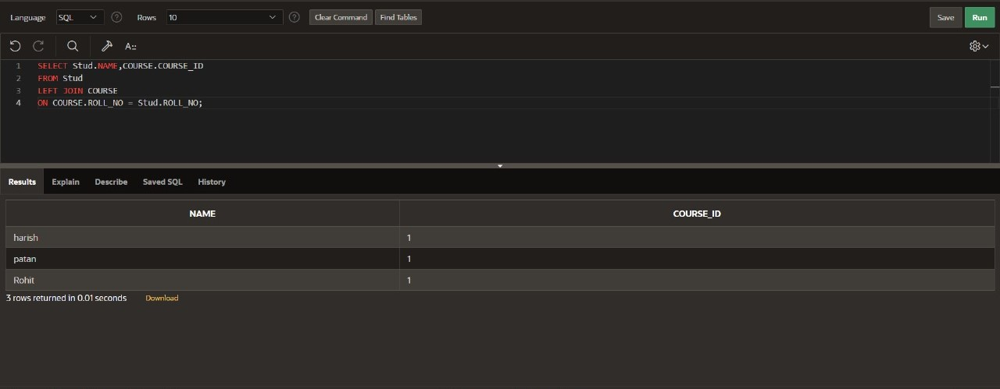 Language SQL ? Rows 10 ? Clear Command Find Tables Save Run
A::
1 SELECT Stud.NAME,COURSE.COURSE_ID
2 FROM Stud
3 LEFT JOIN COURSE
4 ON COURSE.ROLL_NO = Stud.ROLL_NO;
Results Explain Describe Saved SQL History
NAME COURSE_ID
harish 1
patan 1
Rohit 1
3 rows returned in 0.01 seconds Download